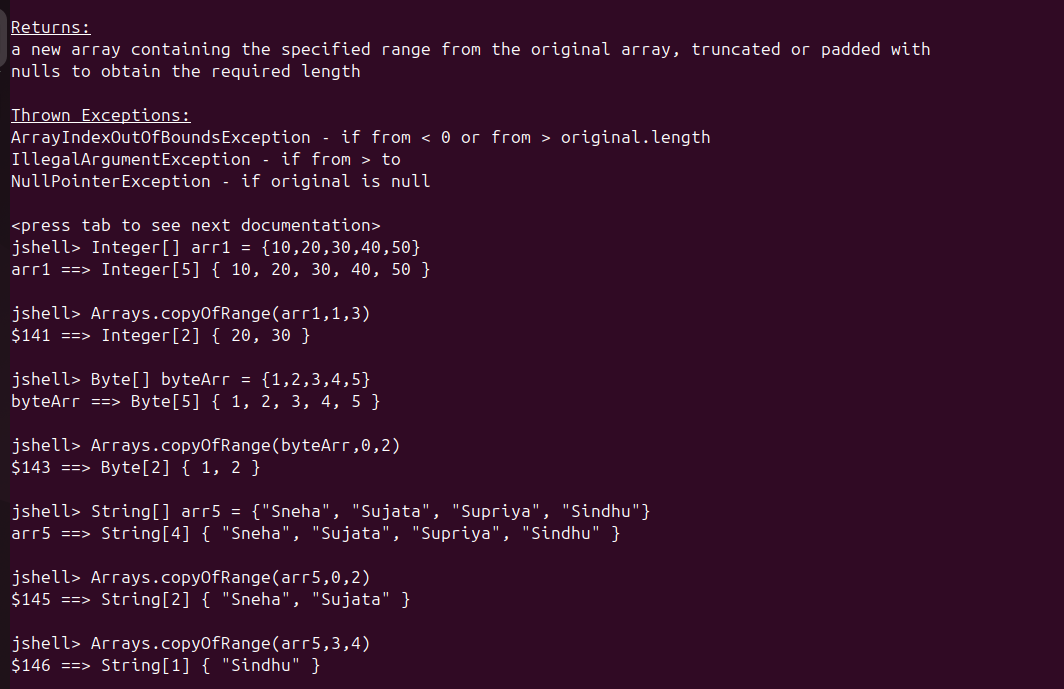 Returns:
a new array containing the specified range from the original array, truncated or padded with
nulls to obtain the required length
Thrown Exceptions:
ArrayIndexOutOfBoundsException - if from < 0 or from > original.length
IllegalArgumentException - if from > to
NullPointerException - if original is null
<press tab to see next documentation>
jshell> Integer[] arr1 = {10,20,30,40,50}
arr1 ==> Integer[5] { 10, 20, 30, 40, 50 }
jshell> Arrays.copyOfRange(arr1,1,3)
$141 ==> Integer[2] { 20, 30 }
jshell> Byte[] byteArr = {1,2,3,4,5}
byteArr ==> Byte[5] { 1, 2, 3, 4, 5 }
jshell> Arrays.copyOfRange(byteArr,0,2)
$143 ==> Byte[2] { 1, 2 }
jshell> String[] arr5 = {"Sneha", "Sujata", "Supriya", "Sindhu"}
arr5 ==> String[4] { "Sneha", "Sujata", "Supriya", "Sindhu" }
jshell> Arrays.copyOfRange(arr5,0,2)
$145 ==> String[2] { "Sneha", "Sujata" }
jshell> Arrays.copyOfRange(arr5,3,4)
$146 ==> String[1] { "Sindhu" }